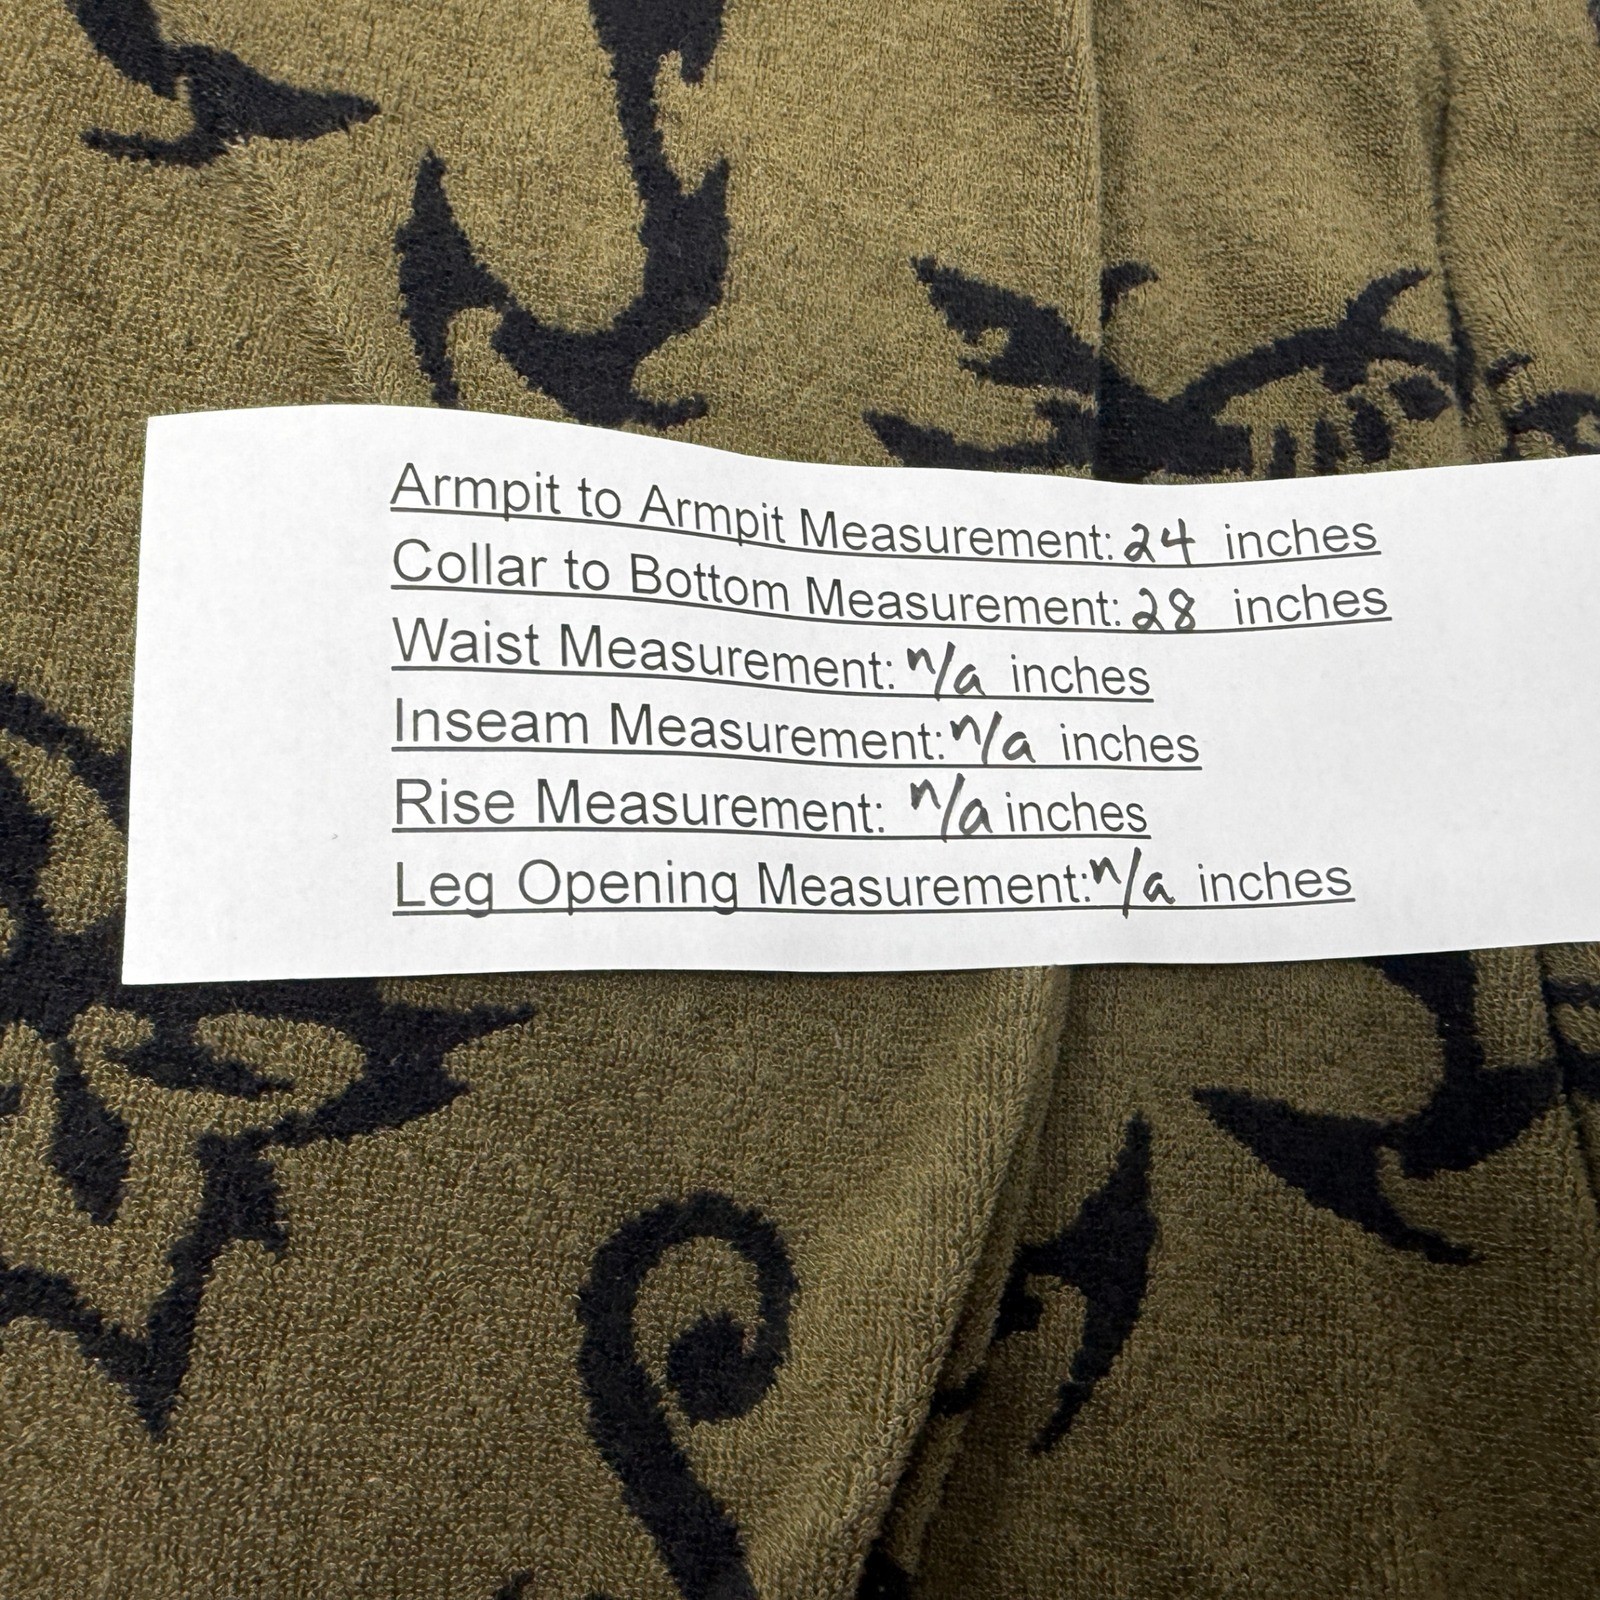 Armpit to Armpit Measurement: 24 inches
Collar to Bottom Measurement: 28 inches
Waist Measurement: n/a inches
Inseam Measurement: n/a inches
Rise Measurement: n/a inches
Leg Opening Measurement: n/a inches